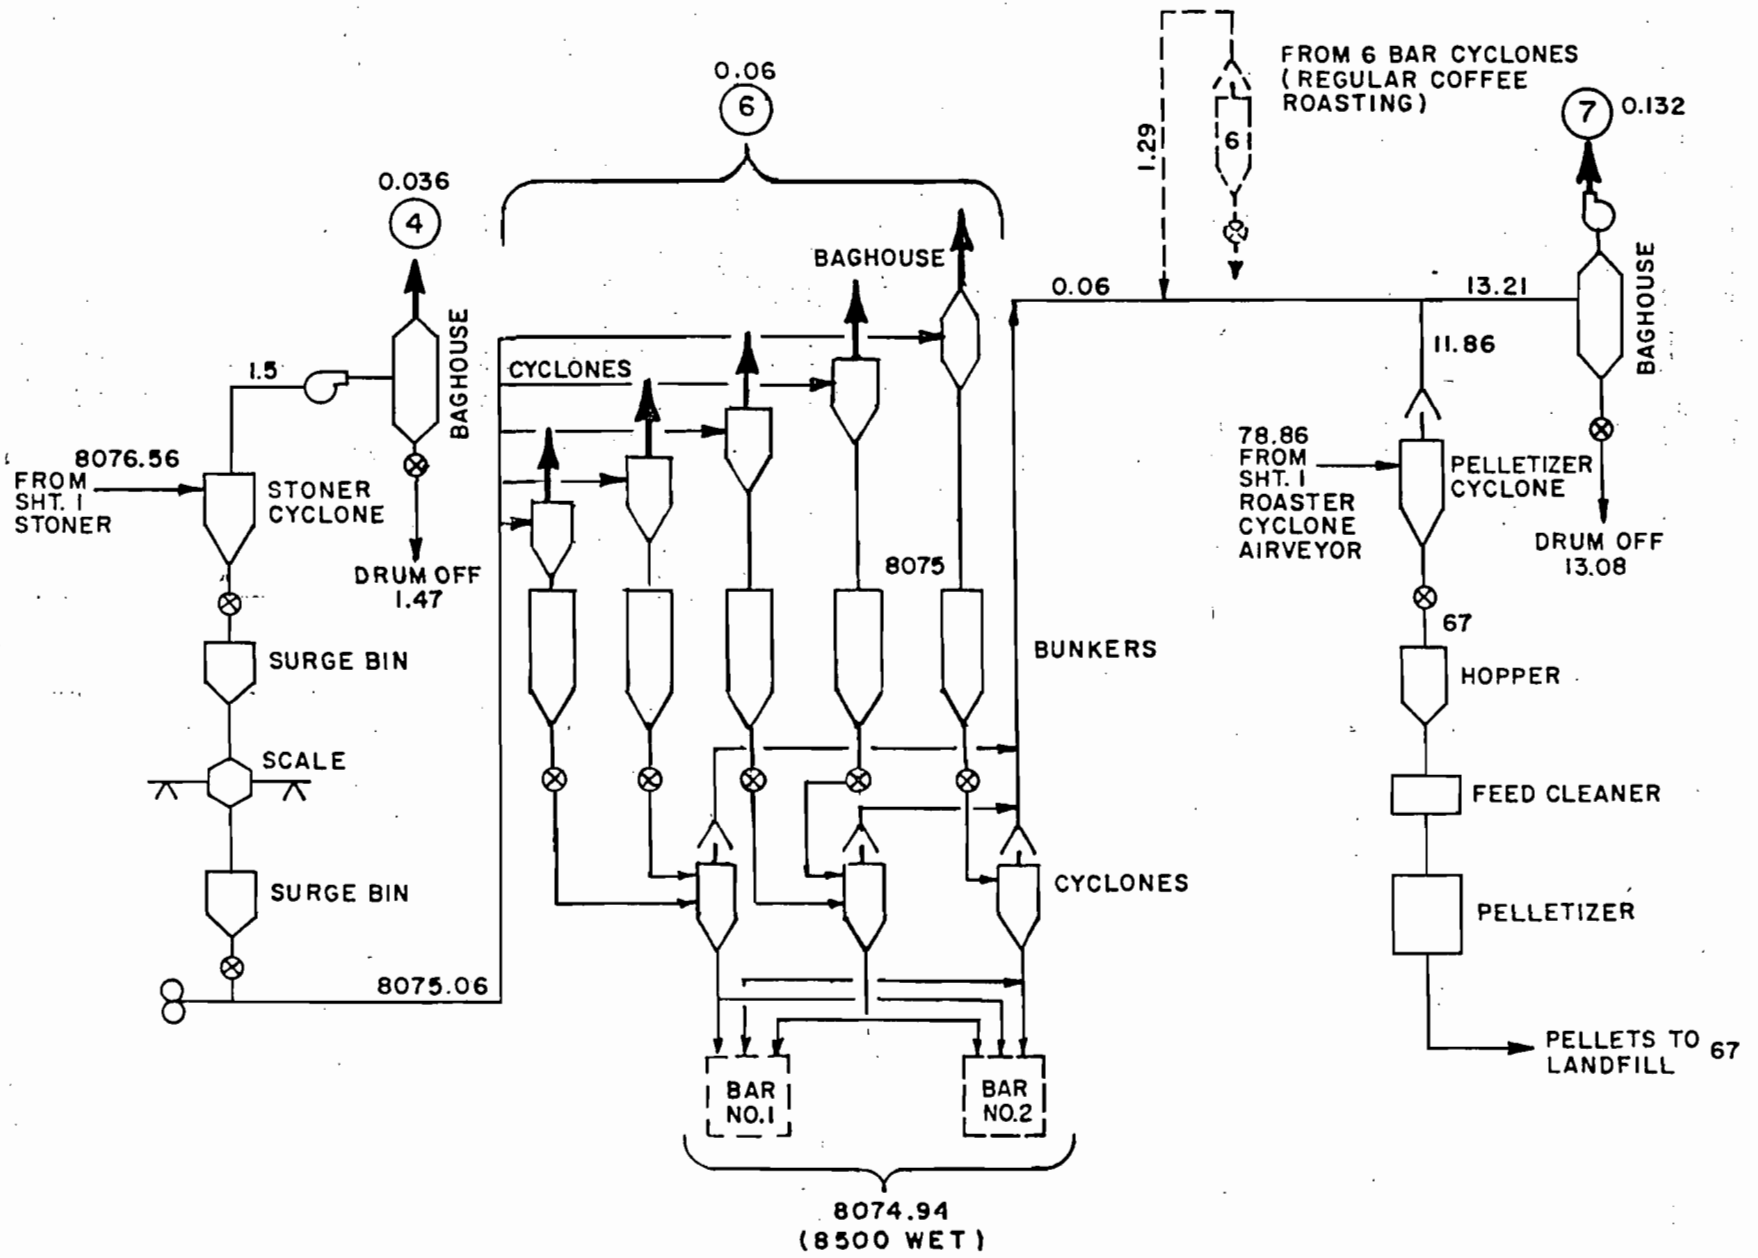 0.06
6
FROM 6 BAR CYCLONES
(REGULAR COFFEE
ROASTING)
7
0.132
1.29
6
0.036
4
BAGHOUSE
0.06
13.21
BAGHOUSE
11.86
1.5
CYCLONES
BAGHOUSE
8076.56
FROM
SHT. 1
STONER
STONER
CYCLONE
78.86
FROM
SHT. 1
ROASTER
CYCLONE
AIRVEYOR
PELLETIZER
CYCLONE
DRUM OFF
13.08
DRUM OFF
1.47
8075
67
SURGE BIN
BUNKERS
HOPPER
SCALE
FEED CLEANER
SURGE BIN
CYCLONES
PELLETIZER
8075.06
PELLETS TO
LANDFILL
67
BAR
NO.1
BAR
NO.2
8074.94
(8500 WET)